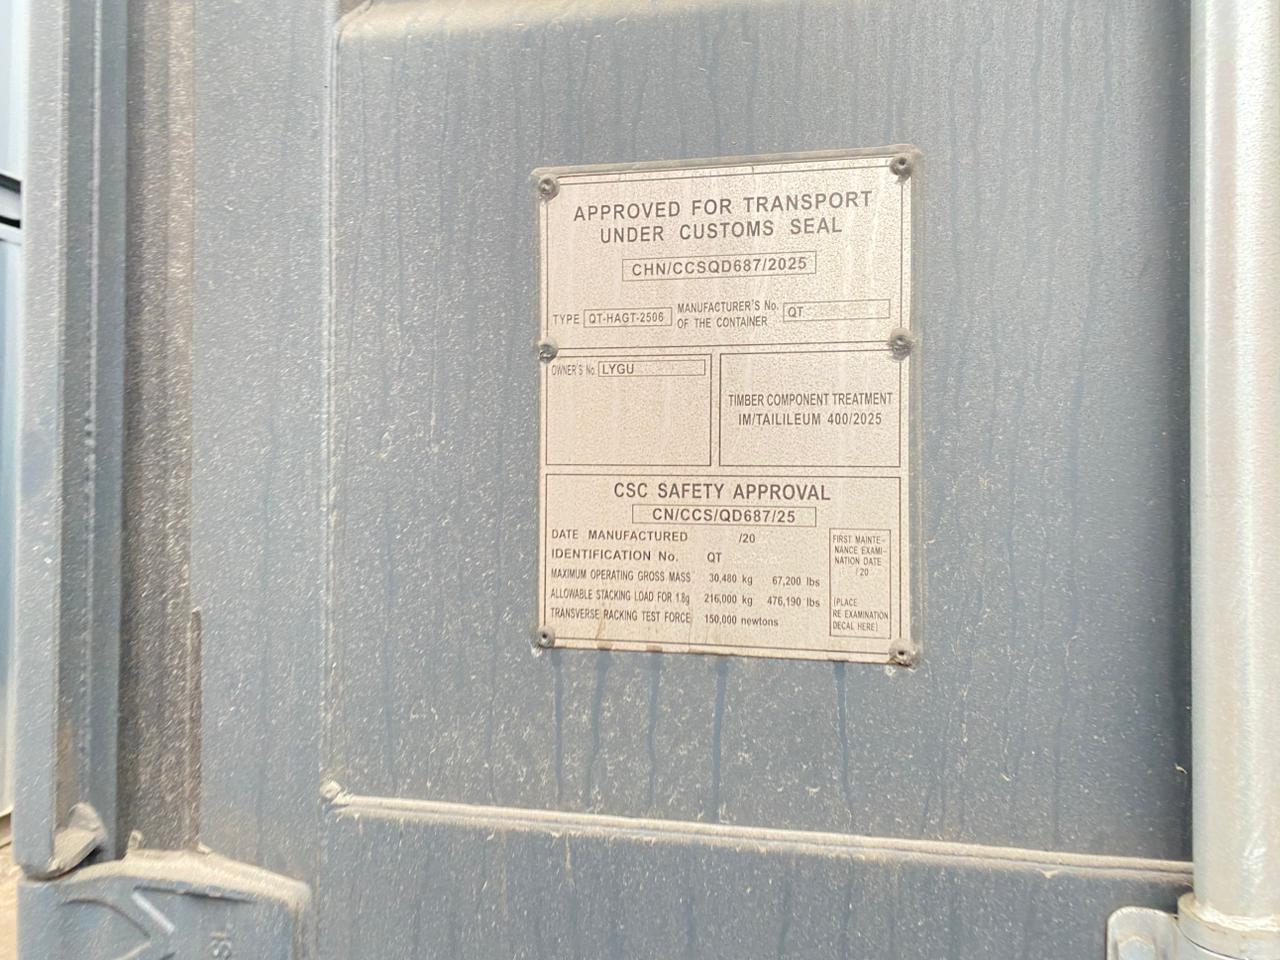 APPROVED FOR TRANSPORT
UNDER CUSTOMS SEAL
CHN/CCSQD687/2025
TYPE QT-HAGT-2506 MANUFACTURER'S No. OF THE CONTAINER QT
OWNER'S No. LYGU
TIMBER COMPONENT TREATMENT
IM/TAILILEUM 400/2025
CSC SAFETY APPROVAL
CN/CCS/QD687/25
DATE MANUFACTURED /20
IDENTIFICATION No. QT
MAXIMUM OPERATING GROSS MASS 30,480 kg 67,200 lbs
ALLOWABLE STACKING LOAD FOR 1.8g 216,000 kg 476,190 lbs
TRANSVERSE RACKING TEST FORCE 150,000 newtons
FIRST MAINTE-
NANCE EXAMI-
NATION DATE
/20
(PLACE
RE EXAMINATION
DECAL HERE)